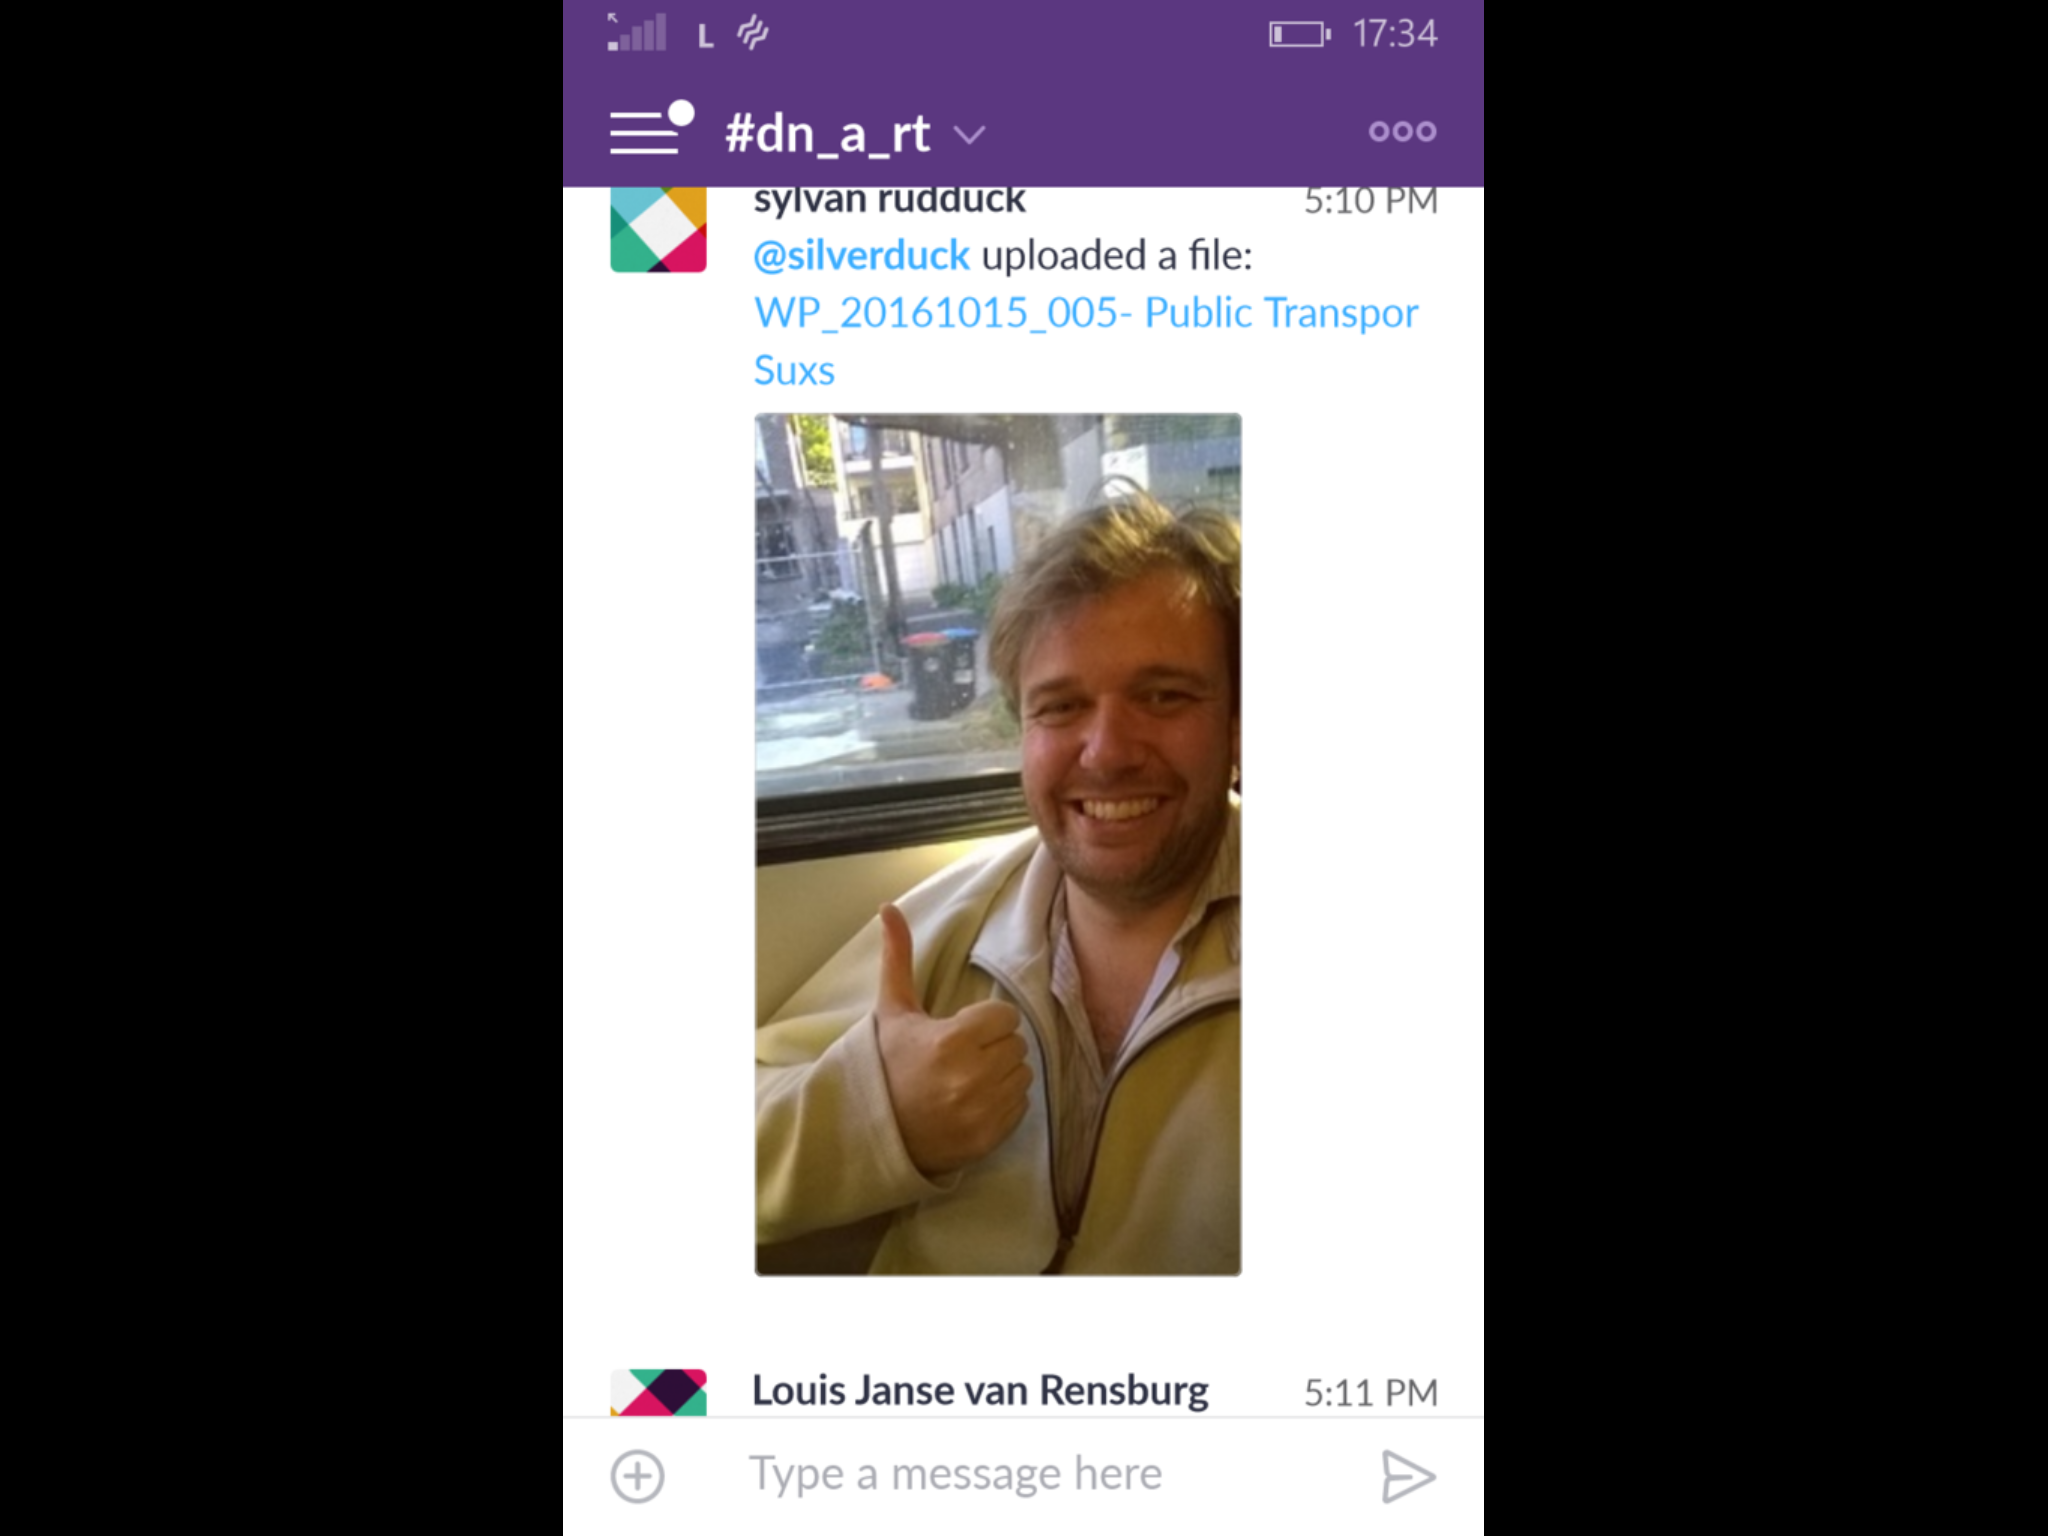 L 17:34
#dn_a_rt
sylvan rudduck 5:10 PM
@silverduck uploaded a file:
WP_20161015_005- Public Transpor
Suxs
Louis Janse van Rensburg 5:11 PM
Type a message here